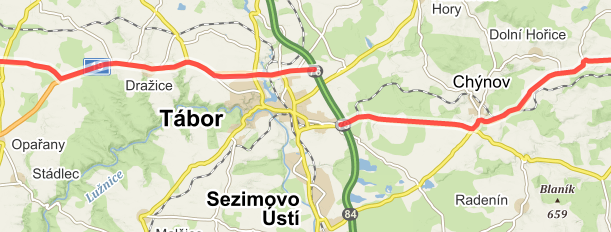 Hory
Dolní Hořice
Dražice
Chýnov
Tábor
Opařany
Stádlec
Lužnice
Sezimovo
Ústí
84
Radenín
Blaník
659